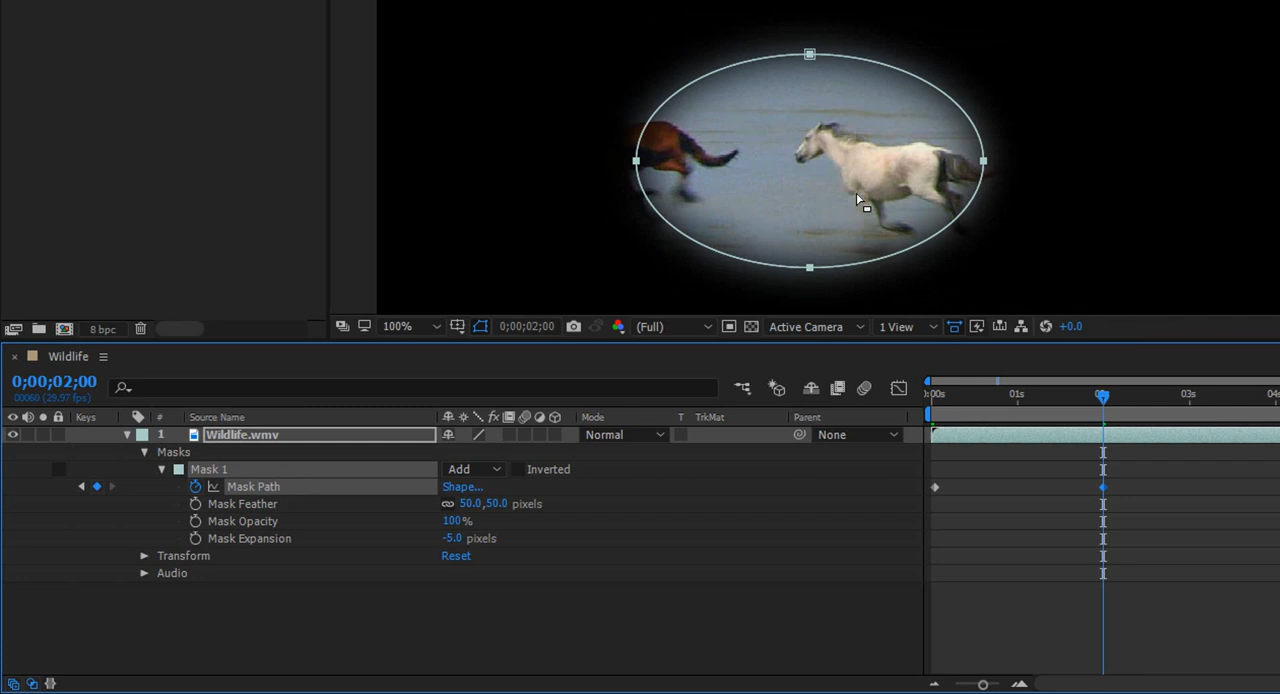 8 bpc
100% 0;00;02;00 (Full) Active Camera 1 View +0.0
Wildlife
0;00;02;00
00060 (29.97 fps)
:00s 01s 03s 04s
Keys # Source Name Mode T TrkMat Parent
1 Wildlife.wmv fx Normal None
Masks
Mask 1 Add Inverted
Mask Path Shape...
Mask Feather 50.0,50.0 pixels
Mask Opacity 100%
Mask Expansion -5.0 pixels
Transform Reset
Audio